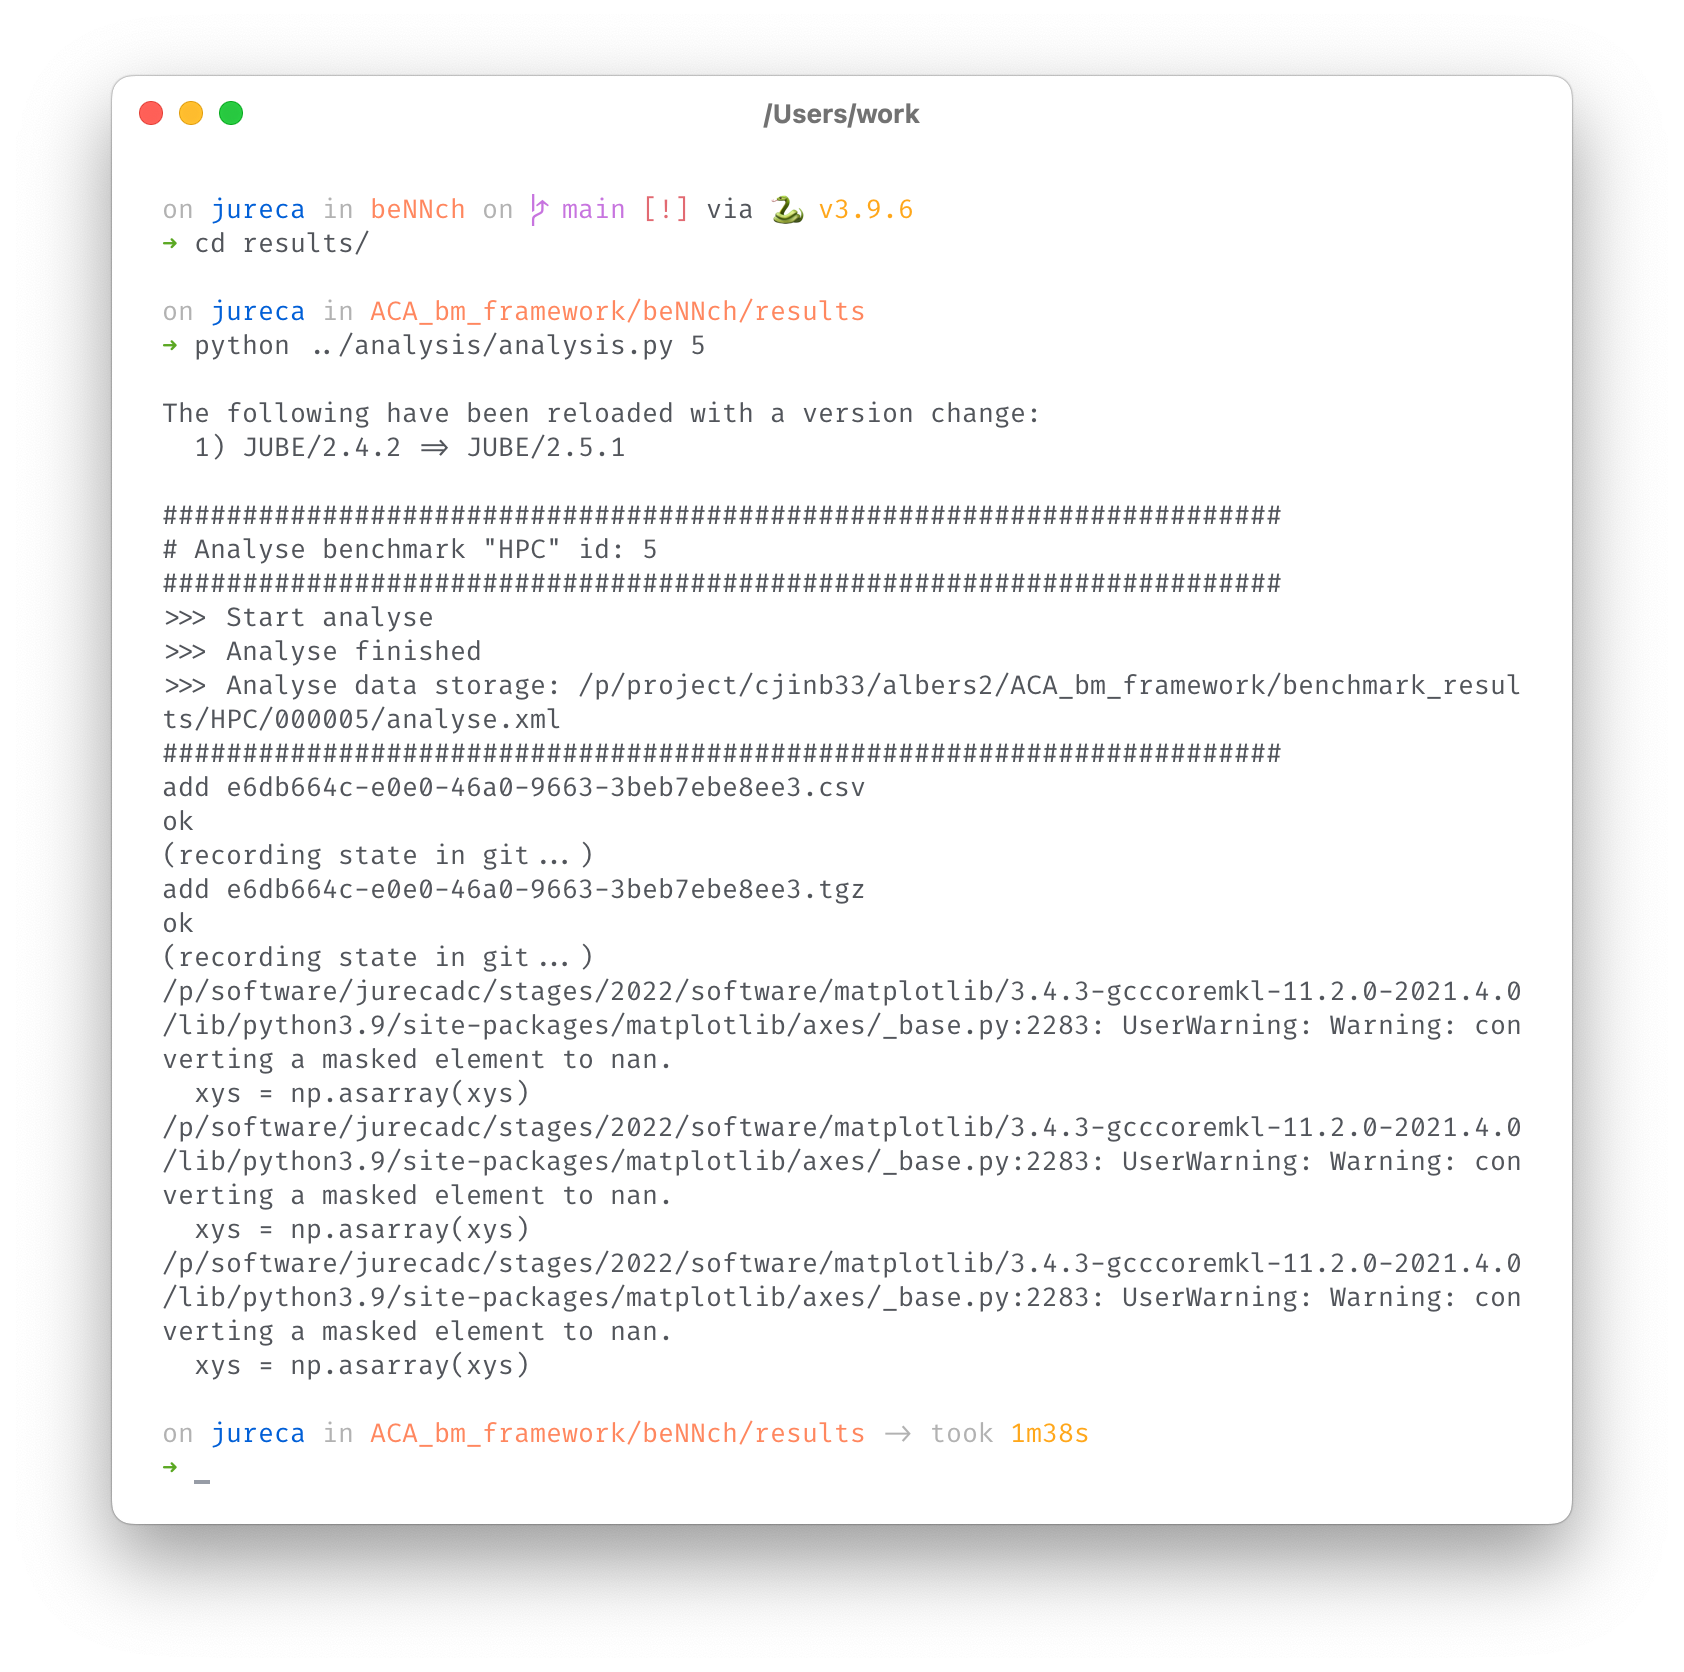 /Users/work
on jureca in beNNch on main [!] via 🐍 v3.9.6
➜ cd results/
on jureca in ACA_bm_framework/beNNch/results
➜ python ../analysis/analysis.py 5
The following have been reloaded with a version change:
1) JUBE/2.4.2 => JUBE/2.5.1
######################################################################
# Analyse benchmark "HPC" id: 5
######################################################################
>>> Start analyse
>>> Analyse finished
>>> Analyse data storage: /p/project/cjinb33/albers2/ACA_bm_framework/benchmark_resul
ts/HPC/000005/analyse.xml
######################################################################
add e6db664c-e0e0-46a0-9663-3beb7ebe8ee3.csv
ok
(recording state in git...)
add e6db664c-e0e0-46a0-9663-3beb7ebe8ee3.tgz
ok
(recording state in git...)
/p/software/jurecadc/stages/2022/software/matplotlib/3.4.3-gcccoremkl-11.2.0-2021.4.0
/lib/python3.9/site-packages/matplotlib/axes/_base.py:2283: UserWarning: Warning: con
verting a masked element to nan.
xys = np.asarray(xys)
/p/software/jurecadc/stages/2022/software/matplotlib/3.4.3-gcccoremkl-11.2.0-2021.4.0
/lib/python3.9/site-packages/matplotlib/axes/_base.py:2283: UserWarning: Warning: con
verting a masked element to nan.
xys = np.asarray(xys)
/p/software/jurecadc/stages/2022/software/matplotlib/3.4.3-gcccoremkl-11.2.0-2021.4.0
/lib/python3.9/site-packages/matplotlib/axes/_base.py:2283: UserWarning: Warning: con
verting a masked element to nan.
xys = np.asarray(xys)
on jureca in ACA_bm_framework/beNNch/results → took 1m38s
➜ _